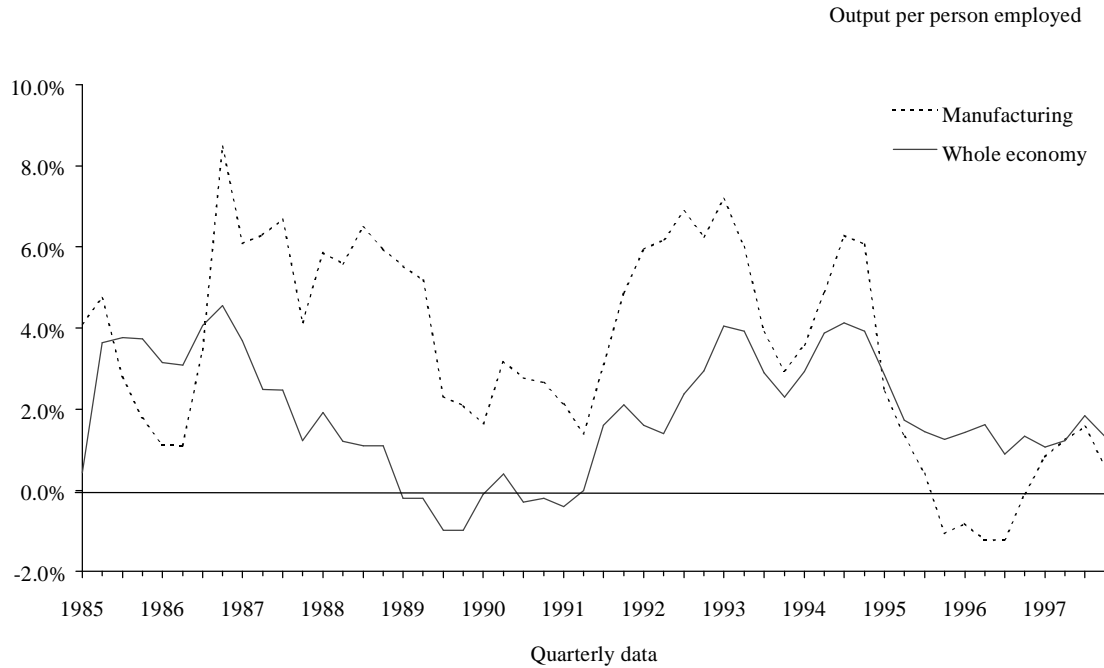 Output per person employed
10.0%
8.0%
6.0%
4.0%
2.0%
0.0%
-2.0%
Manufacturing
Whole economy
1985 1986 1987 1988 1989 1990 1991 1992 1993 1994 1995 1996 1997
Quarterly data